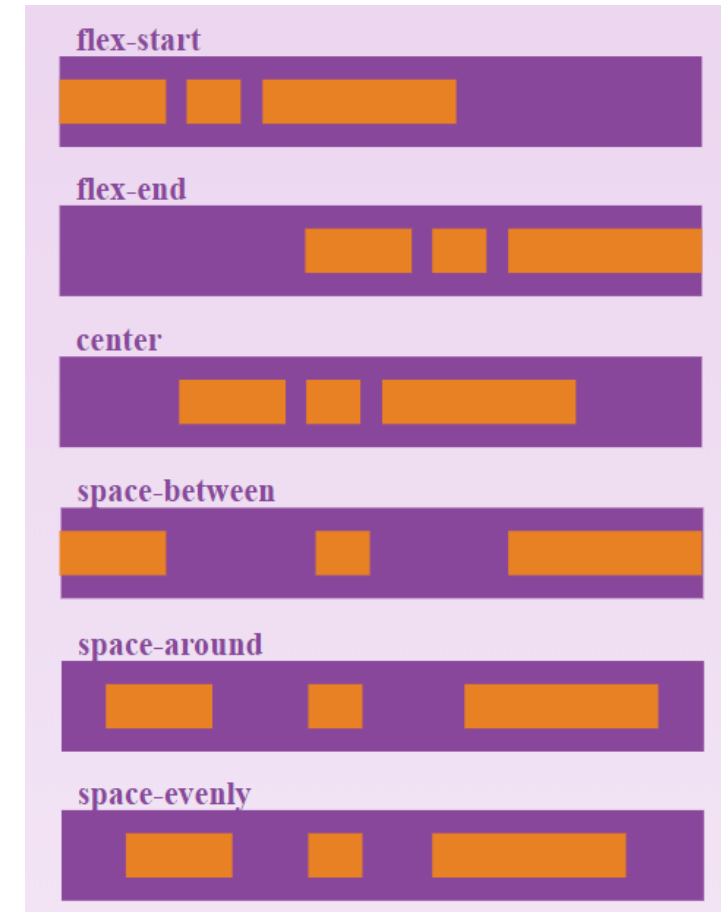 flex-start
flex-end
center
space-between
space-around
space-evenly